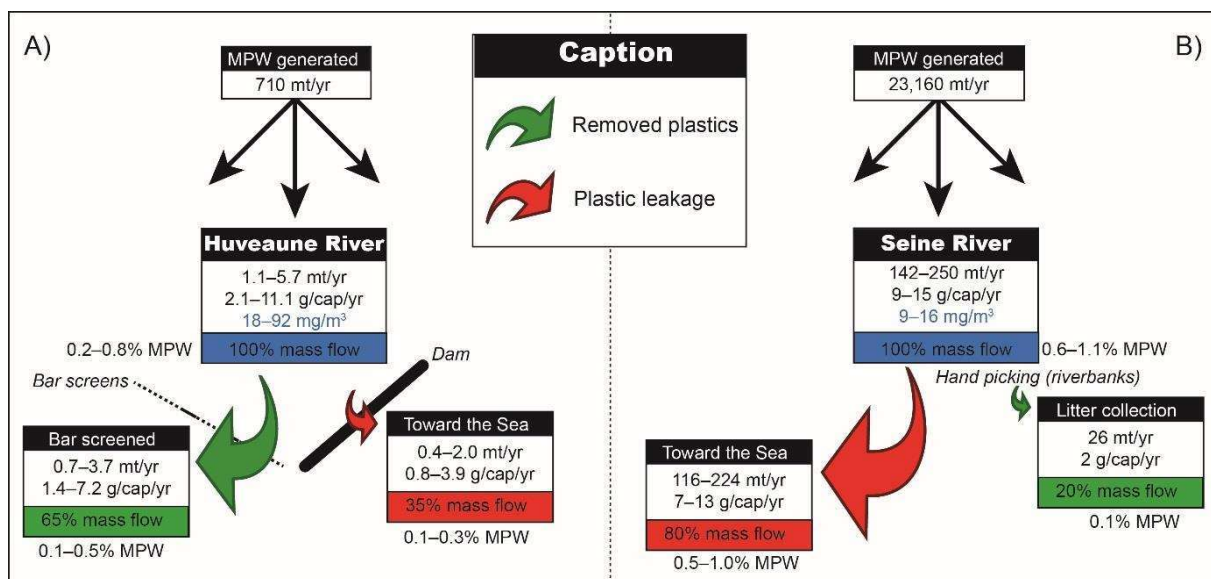 A)
MPW generated
710 mt/yr
Huveaune River
1.1–5.7 mt/yr
2.1–11.1 g/cap/yr
18–92 mg/m³
100% mass flow
0.2–0.8% MPW
Bar screens
Dam
Bar screened
0.7–3.7 mt/yr
1.4–7.2 g/cap/yr
65% mass flow
0.1–0.5% MPW
Toward the Sea
0.4–2.0 mt/yr
0.8–3.9 g/cap/yr
35% mass flow
0.1–0.3% MPW
Caption
Removed plastics
Plastic leakage
B)
MPW generated
23,160 mt/yr
Seine River
142–250 mt/yr
9–15 g/cap/yr
9–16 mg/m³
100% mass flow
0.6–1.1% MPW
Hand picking (riverbanks)
Toward the Sea
116–224 mt/yr
7–13 g/cap/yr
80% mass flow
0.5–1.0% MPW
Litter collection
26 mt/yr
2 g/cap/yr
20% mass flow
0.1% MPW